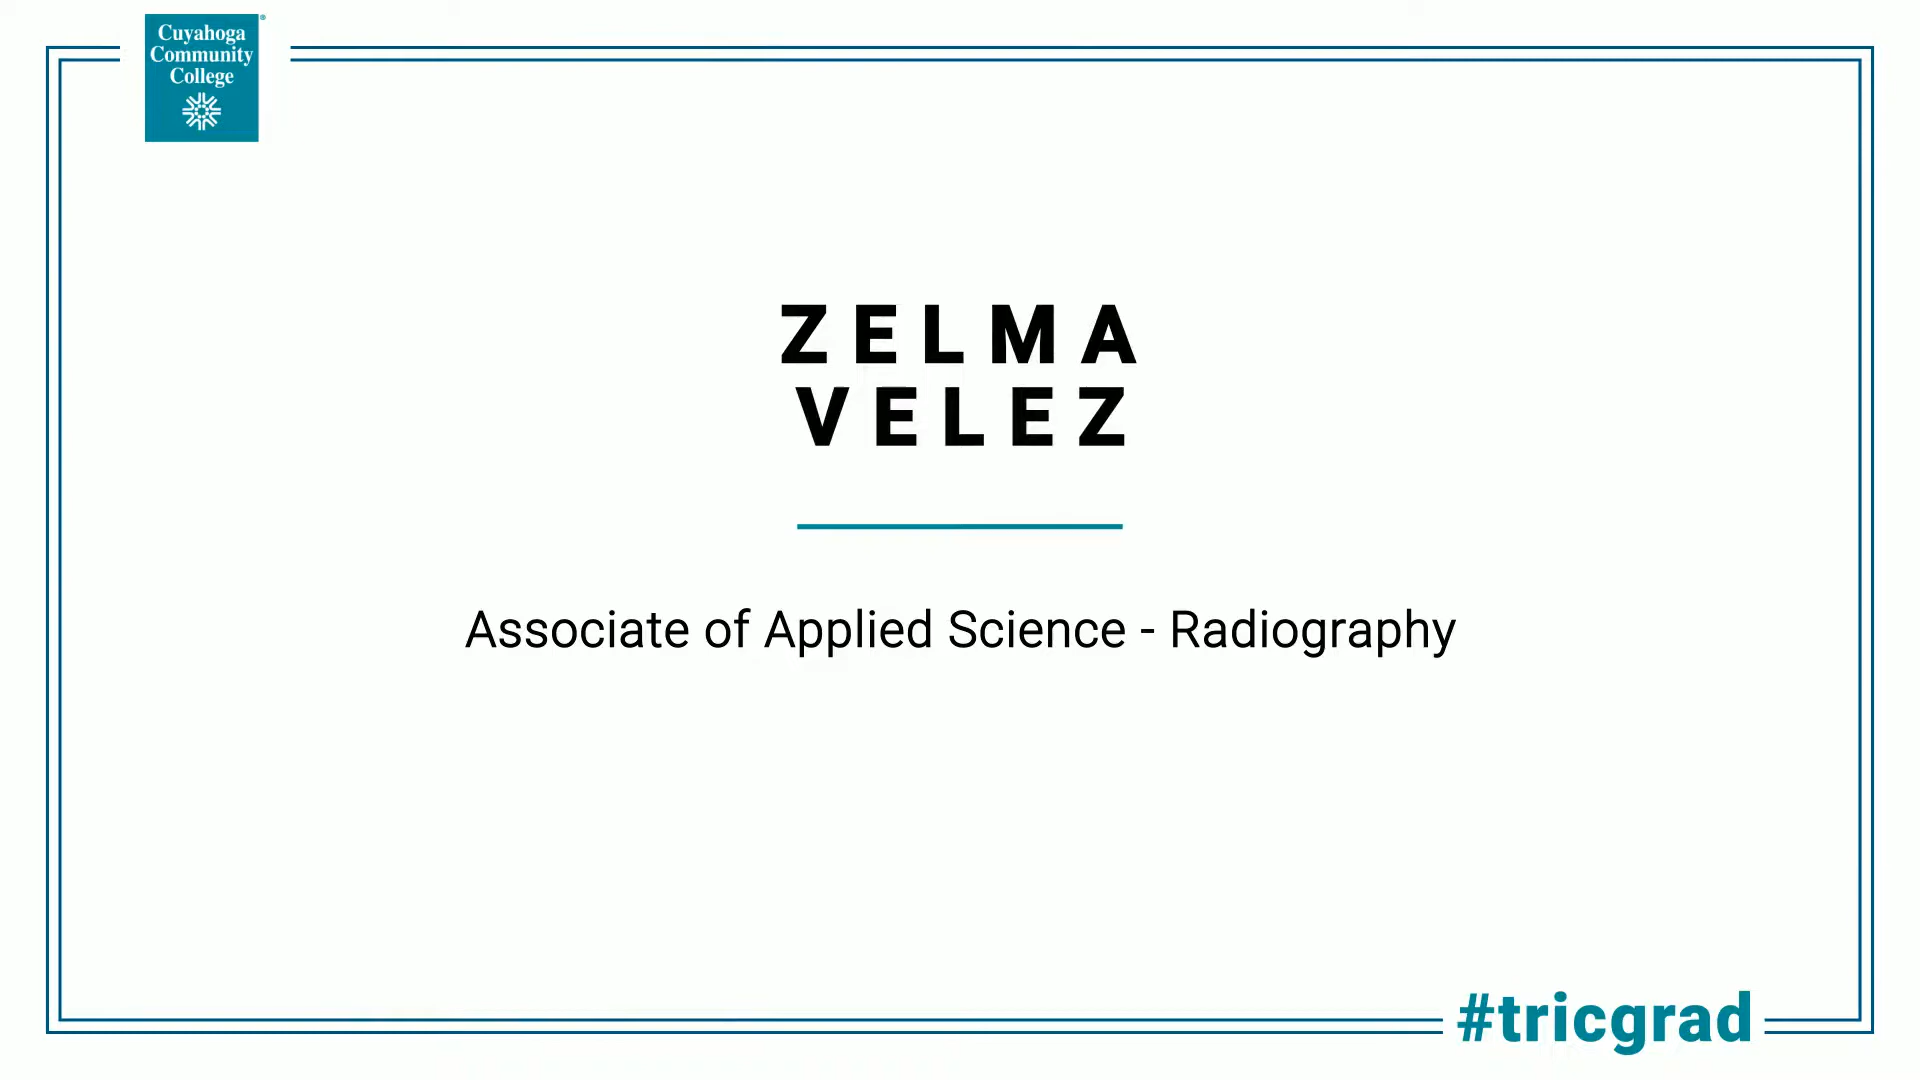 Cuyahoga
Community
College
®
ZELMA
VELEZ
Associate of Applied Science - Radiography
#tricgrad